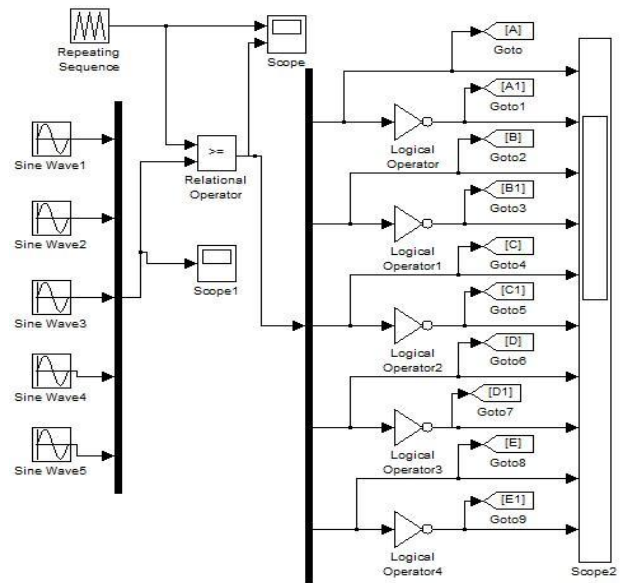 Repeating
Sequence
Scope
Sine Wave1
Sine Wave2
Sine Wave3
Sine Wave4
Sine Wave5
>=
Relational
Operator
Scope1
[A]
Goto
[A1]
Goto1
Logical
Operator
[B]
Goto2
[B1]
Goto3
Logical
Operator1
[C]
Goto4
[C1]
Goto5
Logical
Operator2
[D]
Goto6
[D1]
Goto7
Logical
Operator3
[E]
Goto8
[E1]
Goto9
Logical
Operator4
Scope2